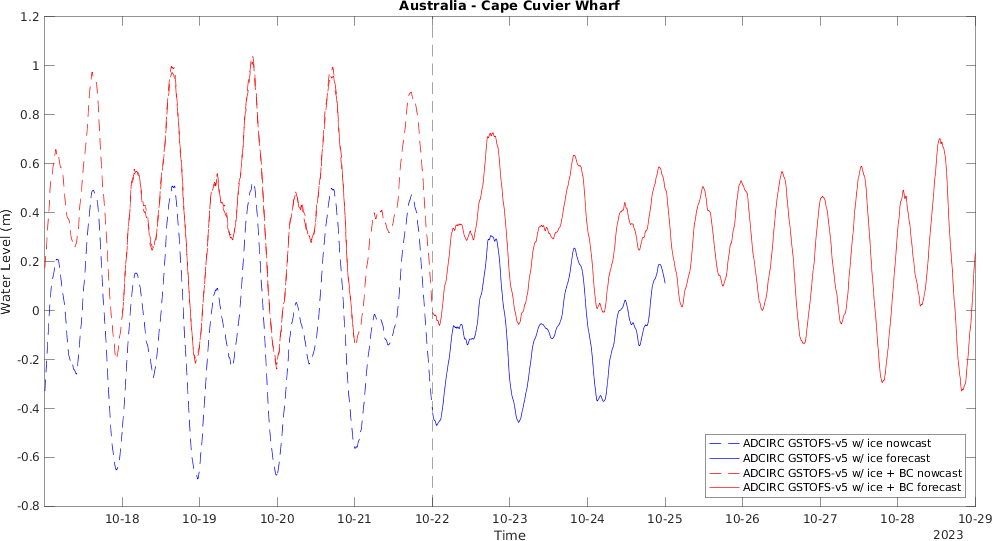 Australia - Cape Cuvier Wharf
1.2
1
0.8
0.6
0.4
0.2
0
-0.2
-0.4
-0.6
-0.8
Water Level (m)
ADCIRC GSTOFS-v5 w/ ice nowcast
ADCIRC GSTOFS-v5 w/ ice forecast
ADCIRC GSTOFS-v5 w/ ice + BC nowcast
ADCIRC GSTOFS-v5 w/ ice + BC forecast
10-18 10-19 10-20 10-21 10-22 10-23 10-24 10-25 10-26 10-27 10-28 10-29
Time
2023